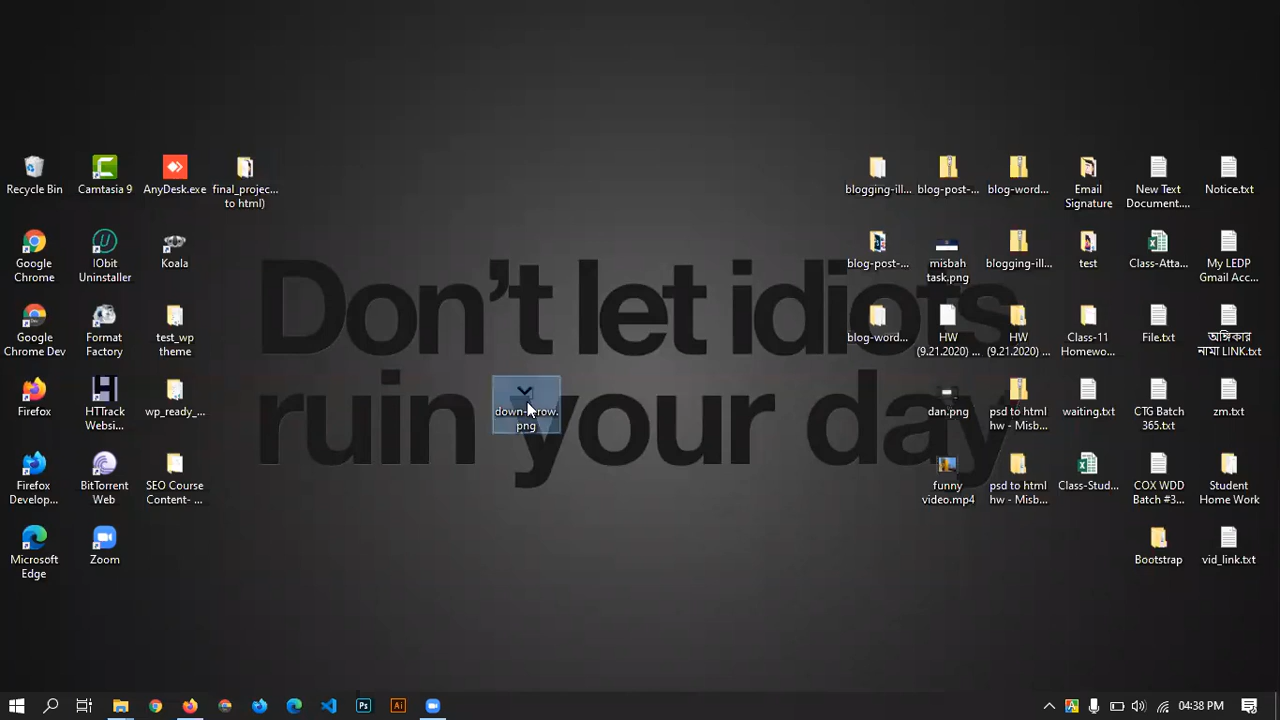 Don't let idiots
ruin your day
Recycle Bin
Camtasia 9
AnyDesk.exe
final_projec...
to html)
Google
Chrome
IObit
Uninstaller
Koala
Google
Chrome Dev
Format
Factory
test_wp
theme
Firefox
HTTrack
Websi...
wp_ready_...
Firefox
Develop...
BitTorrent
Web
SEO Course
Content- ...
Microsoft
Edge
Zoom
down-arrow.
png
blogging-ill...
blog-post-...
blog-word...
Email
Signature
New Text
Document....
Notice.txt
blog-post-...
misbah
task.png
blogging-ill...
test
Class-Atta...
My LEDP
Gmail Acc...
blog-word...
HW
(9.21.2020) ...
HW
(9.21.2020) ...
Class-11
Homewo...
File.txt
অঙ্গিকার
নামা LINK.txt
dan.png
psd to html
hw - Misb...
waiting.txt
CTG Batch
365.txt
zm.txt
funny
video.mp4
psd to html
hw - Misb...
Class-Stud...
COX WDD
Batch #3...
Student
Home Work
Bootstrap
vid_link.txt
Ps
Ai
04:38 PM